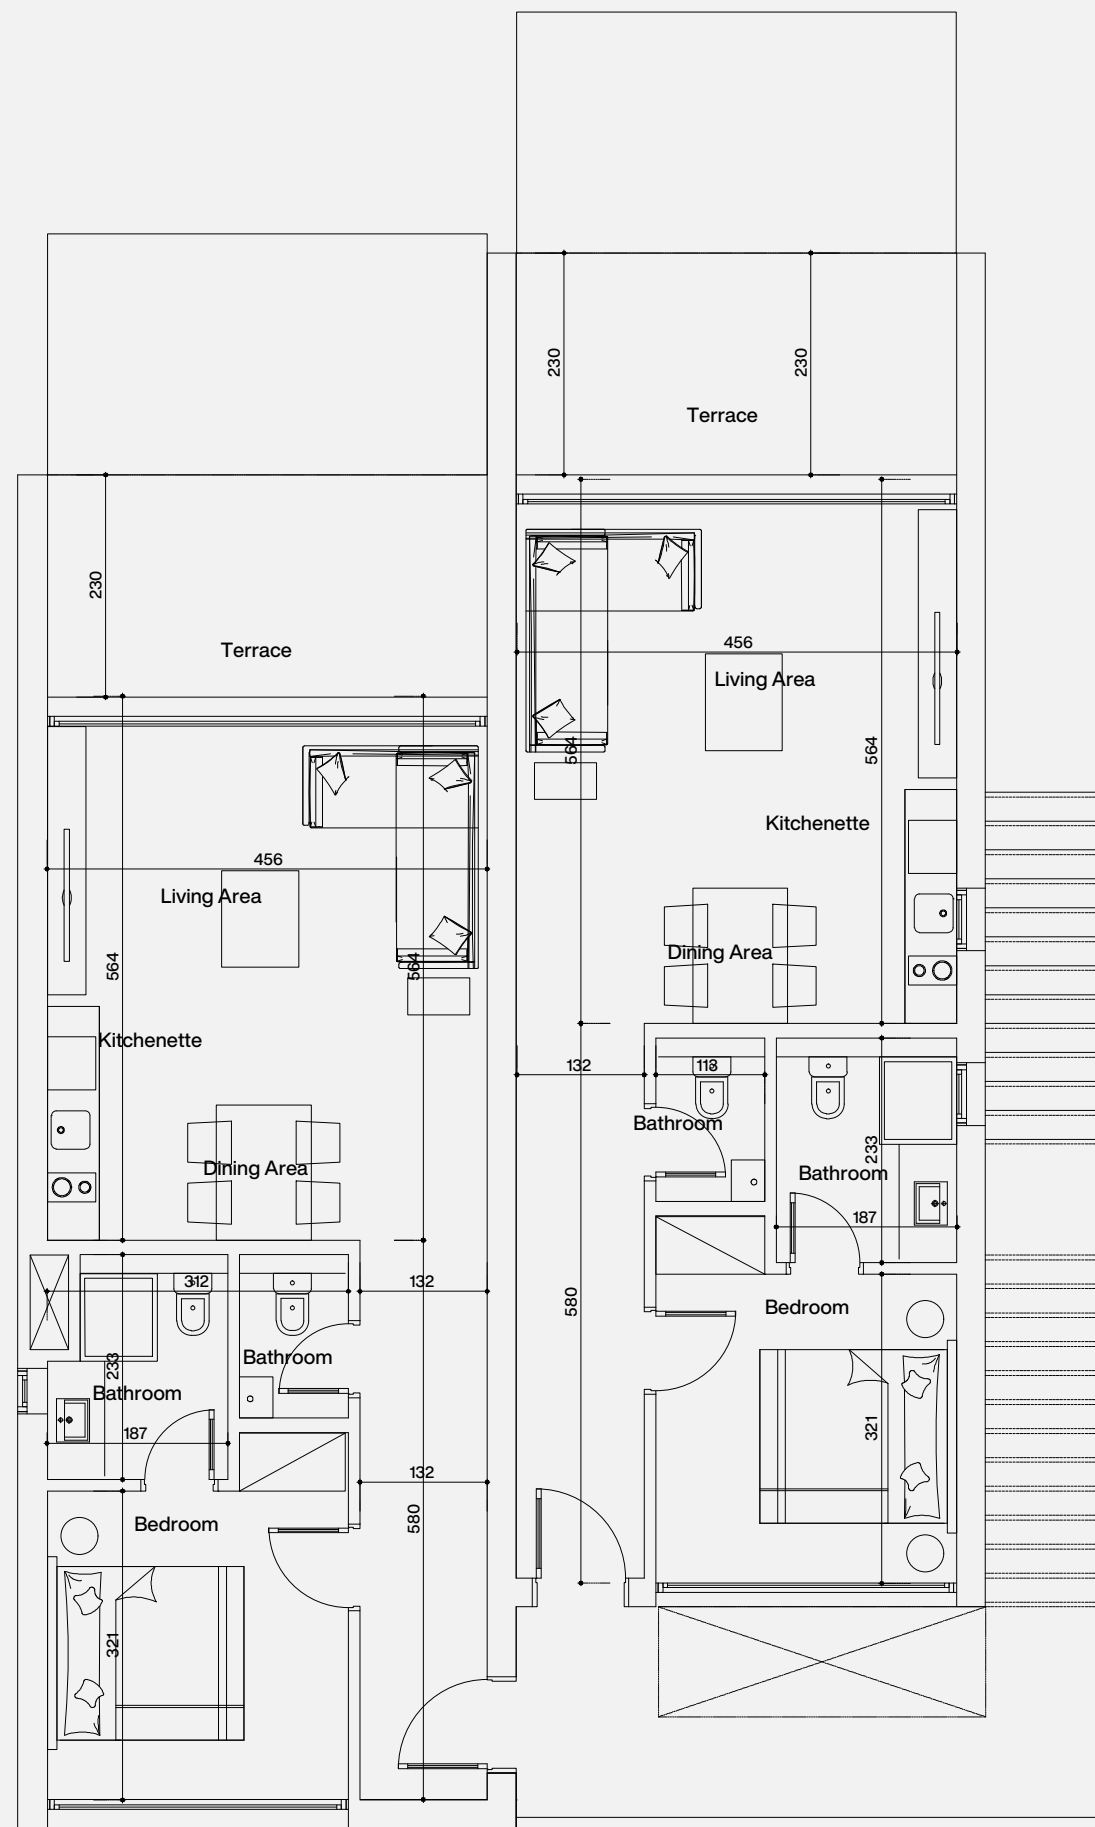 230
230
Terrace
230
Terrace
456
Living Area
564
564
Kitchenette
456
Living Area
Dining Area
564
564
Kitchenette
132
113
Bathroom
233
Bathroom
Dining Area
187
312
132
580
Bedroom
Bathroom
233
Bathroom
321
187
132
580
Bedroom
321